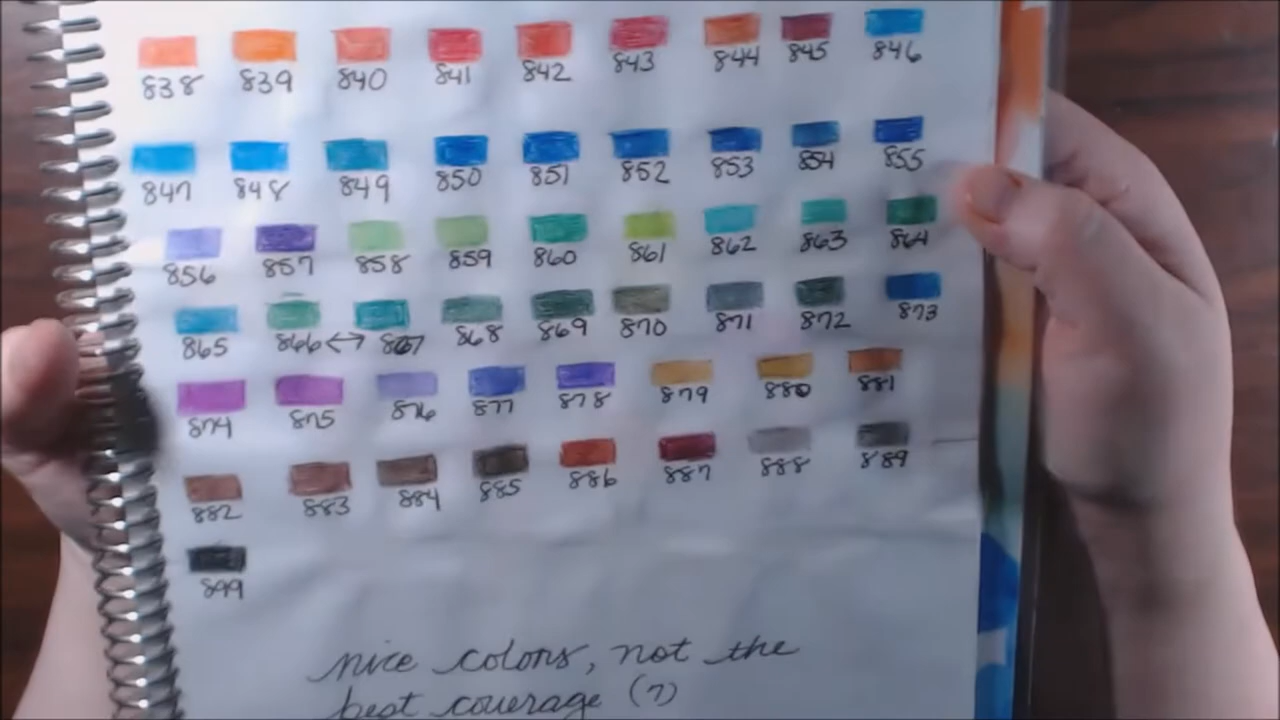 838 839 840 841 842 843 844 845 846
847 848 849 850 851 852 853 854 855
856 857 858 859 860 861 862 863 864
865 866 ↔ 867 868 869 870 871 872 873
874 875 876 877 878 879 880 881
882 883 884 885 886 887 888 889
899
nice colors, not the
best coverage (7)